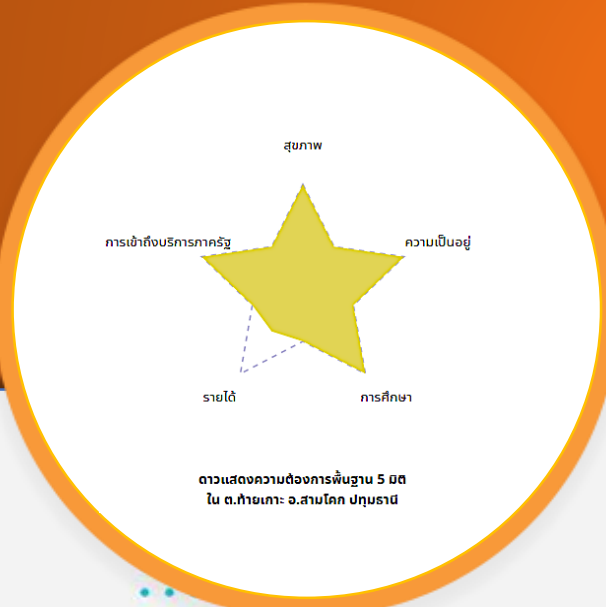 สุขภาพ
การเข้าถึงบริการภาครัฐ
ความเป็นอยู่
รายได้
การศึกษา
ดาวแสดงความต้องการพื้นฐาน 5 มิติ
ใน ต.ท้ายเกาะ อ.สามโคก ปทุมธานี